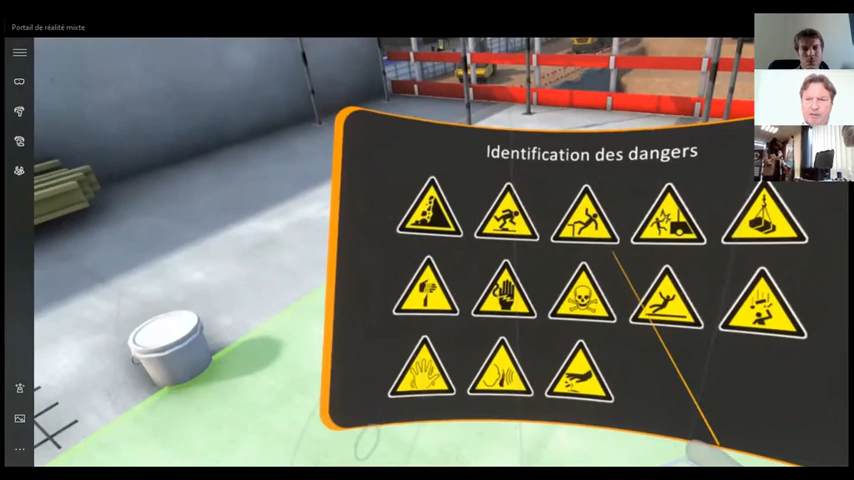 Portail de réalité mixte
Identification des dangers